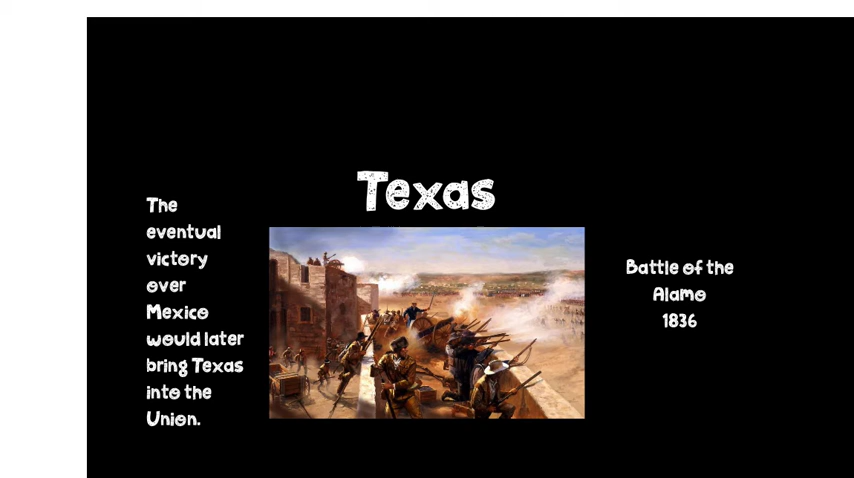 Texas
The
eventual
victory
over
Mexico
would later
bring Texas
into the
Union.
Battle of the
Alamo
1836